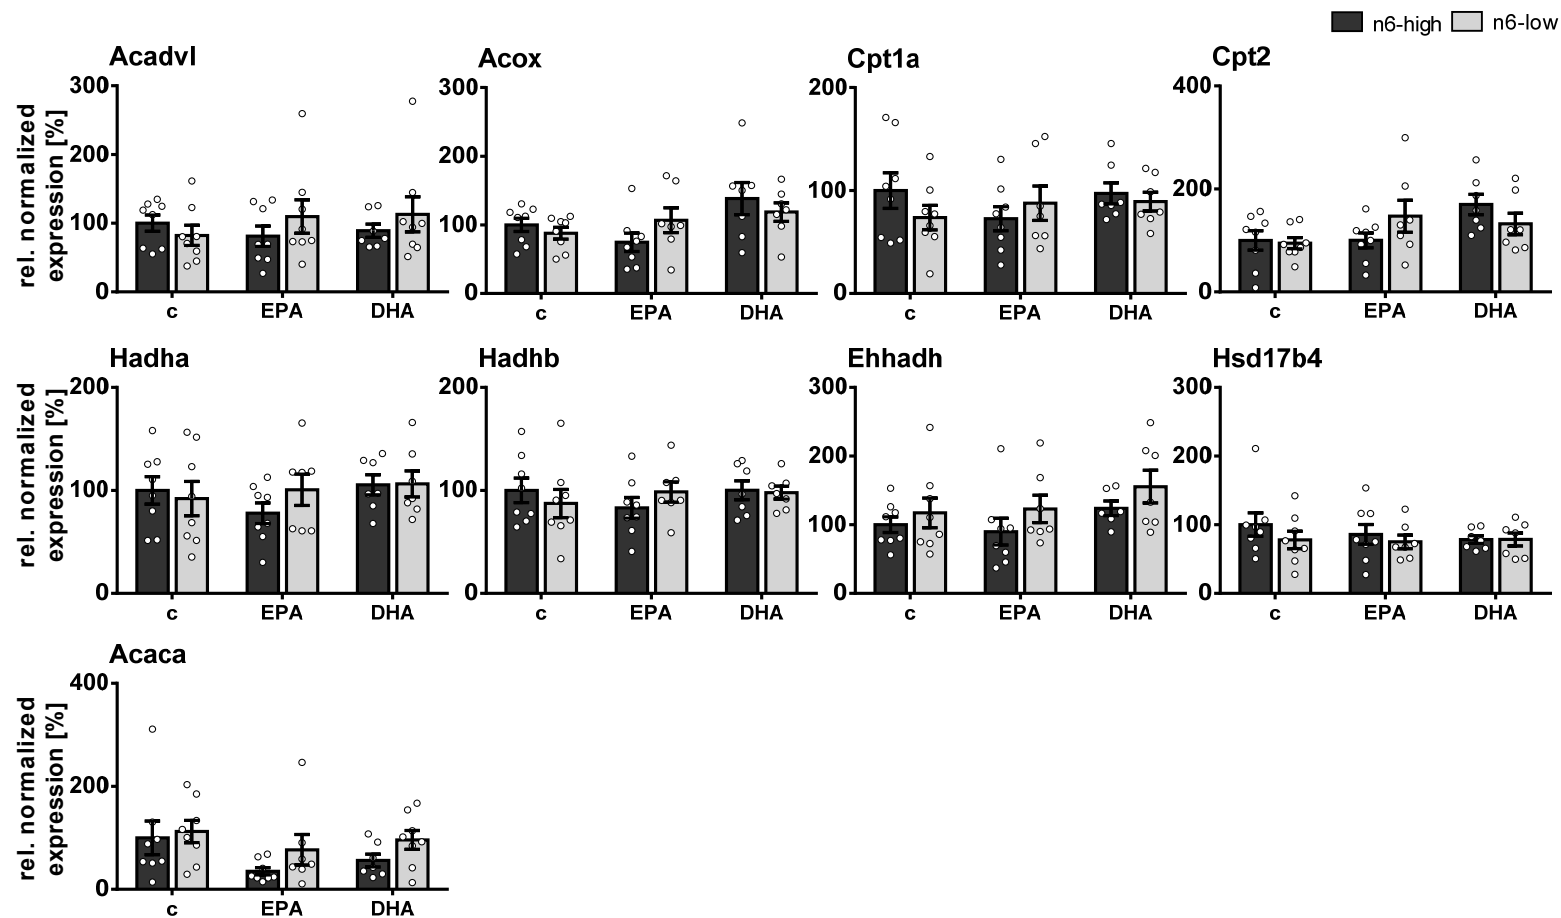 n6-high n6-low
Acadvl Acox Cpt1a Cpt2
rel. normalized
expression [%]
300 300 200 400
200 200
100 200
100 100
0 0 0 0
c EPA DHA c EPA DHA c EPA DHA c EPA DHA
Hadha Hadhb Ehhadh Hsd17b4
rel. normalized
expression [%]
200 200 300 300
200 200
100 100
100 100
0 0 0 0
c EPA DHA c EPA DHA c EPA DHA c EPA DHA
Acaca
rel. normalized
expression [%]
400
200
0
c EPA DHA